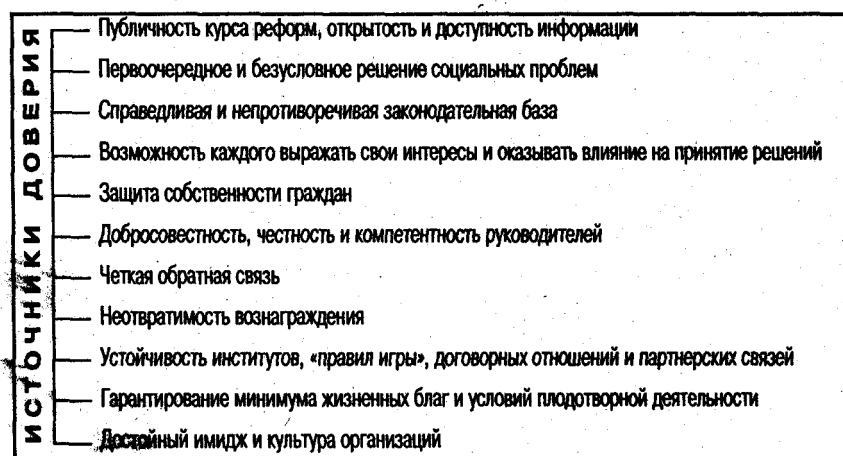 ИСТОЧНИКИ ДОВЕРИЯ
Публичность курса реформ, открытость и доступность информации
Первоочередное и безусловное решение социальных проблем
Справедливая и непротиворечивая законодательная база
Возможность каждого выражать свои интересы и оказывать влияние на принятие решений
Защита собственности граждан
Добросовестность, честность и компетентность руководителей
Четкая обратная связь
Неотвратимость вознаграждения
Устойчивость институтов, «правил игры», договорных отношений и партнерских связей
Гарантирование минимума жизненных благ и условий плодотворной деятельности
Достойный имидж и культура организаций